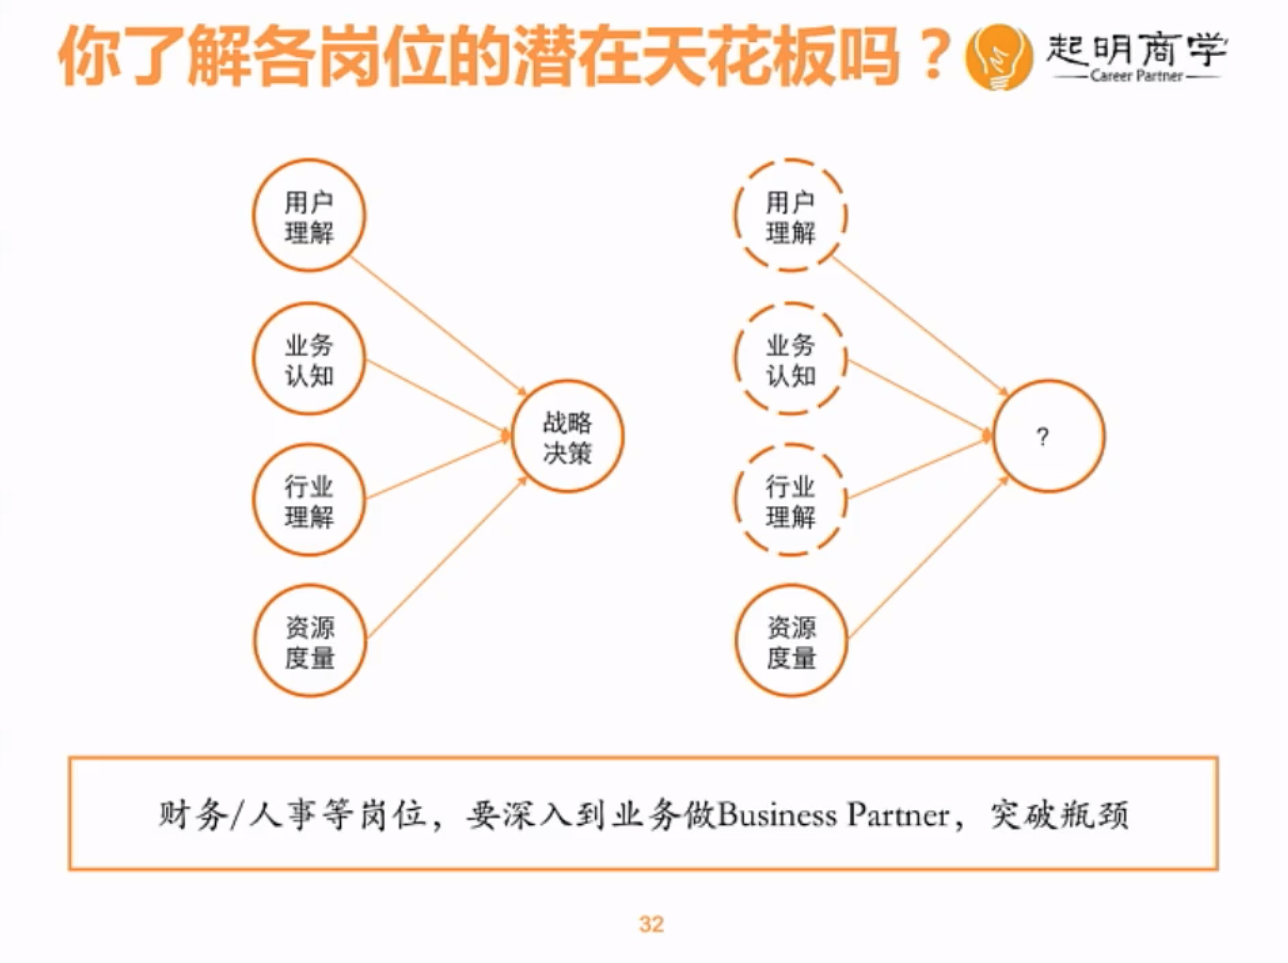 你了解各岗位的潜在天花板吗？
起明商学
Career Partner
用户
理解
业务
认知
行业
理解
资源
度量
战略
决策
用户
理解
业务
认知
行业
理解
资源
度量
？
财务/人事等岗位，要深入到业务做Business Partner，突破瓶颈
32